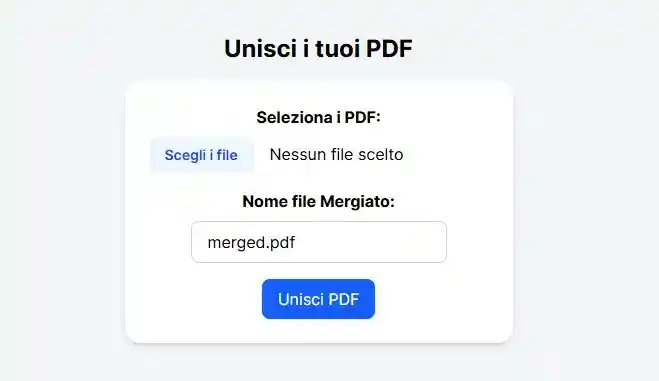 Unisci i tuoi PDF
Seleziona i PDF:
Scegli i file Nessun file scelto
Nome file Mergiato:
merged.pdf
Unisci PDF